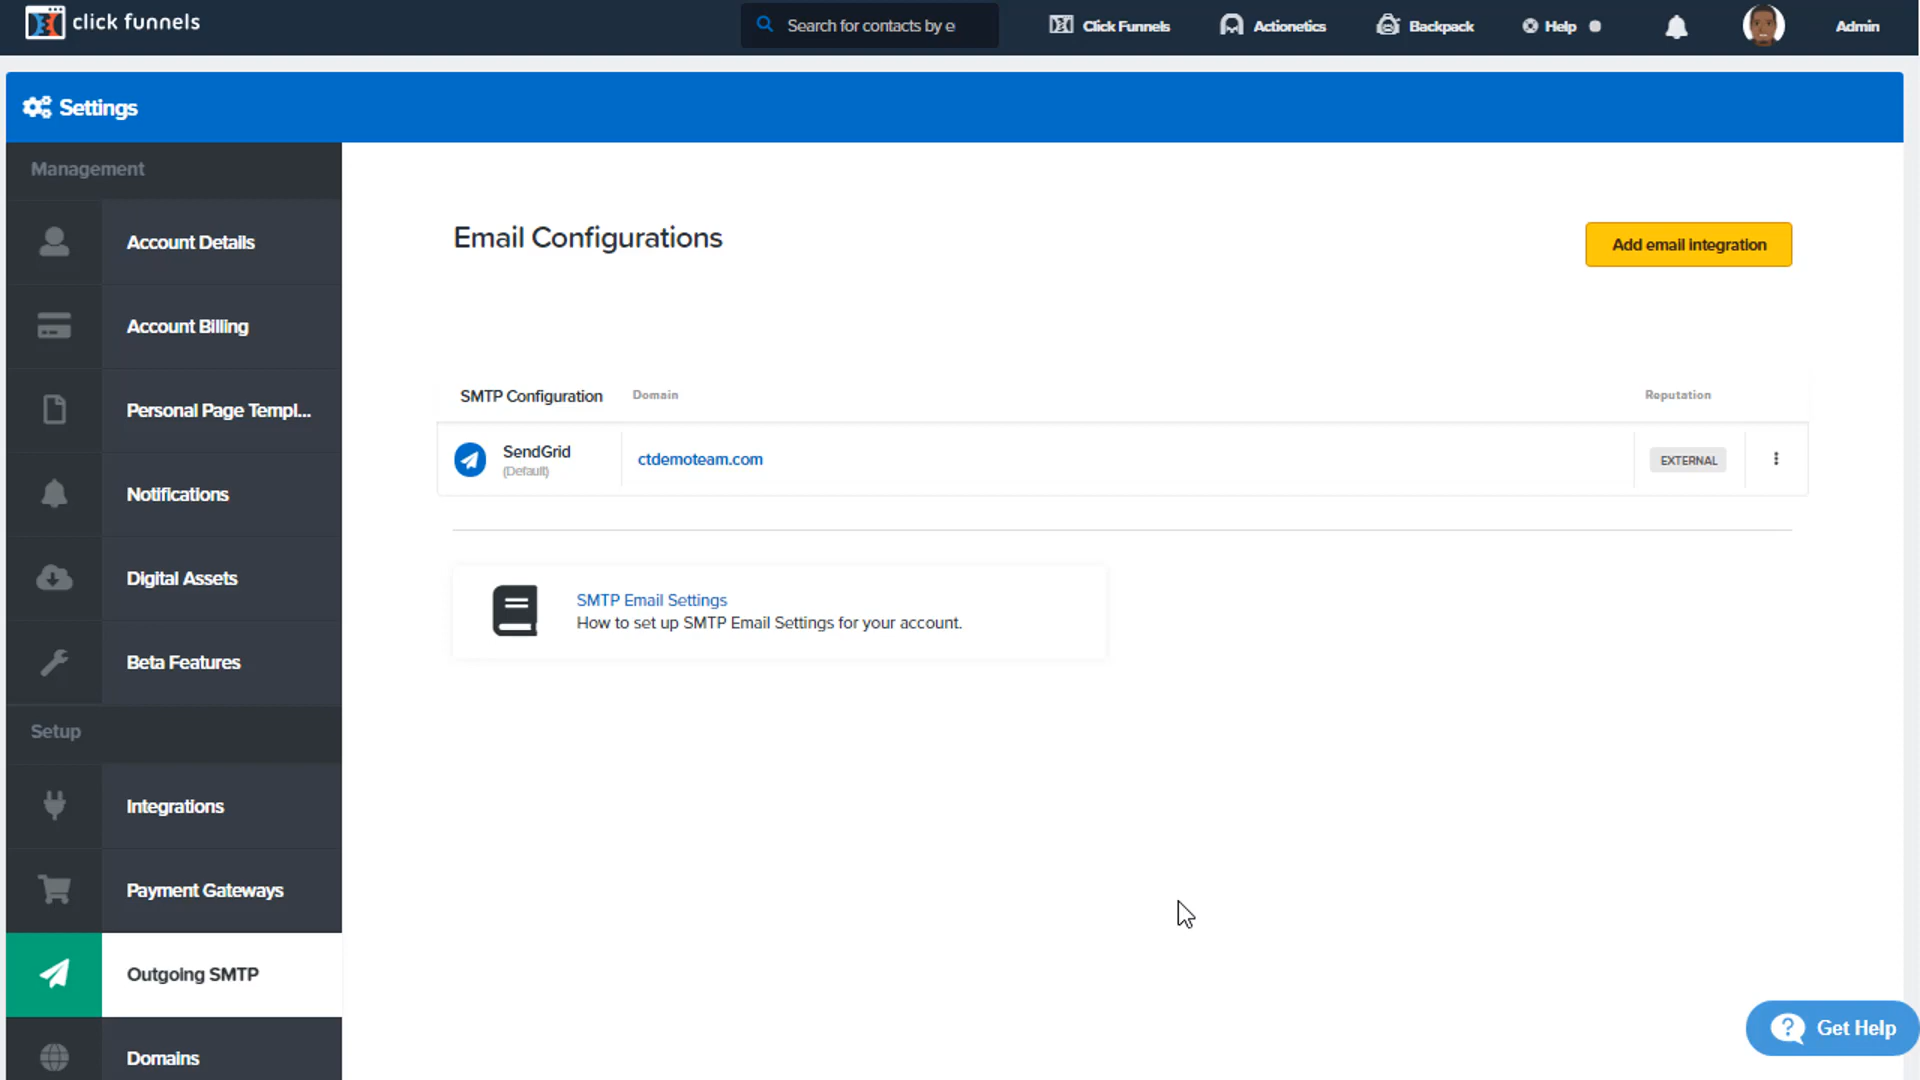 click funnels
Search for contacts by e
Click Funnels
Actionetics
Backpack
Help
Admin
Settings
Management
Account Details
Account Billing
Personal Page Templ...
Notifications
Digital Assets
Beta Features
Setup
Integrations
Payment Gateways
Outgoing SMTP
Domains
Email Configurations
Add email integration
SMTP Configuration
Domain
Reputation
SendGrid
(Default)
ctdemoteam.com
EXTERNAL
SMTP Email Settings
How to set up SMTP Email Settings for your account.
Get Help